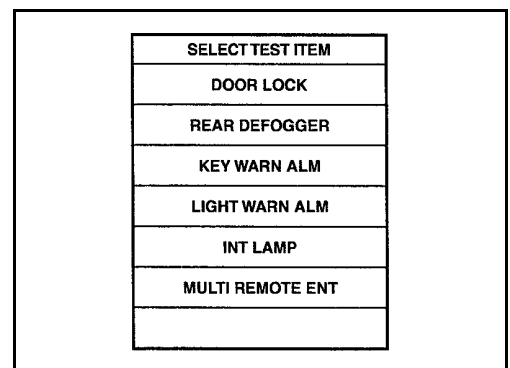 SELECT TEST ITEM
DOOR LOCK
REAR DEFOGGER
KEY WARN ALM
LIGHT WARN ALM
INT LAMP
MULTI REMOTE ENT